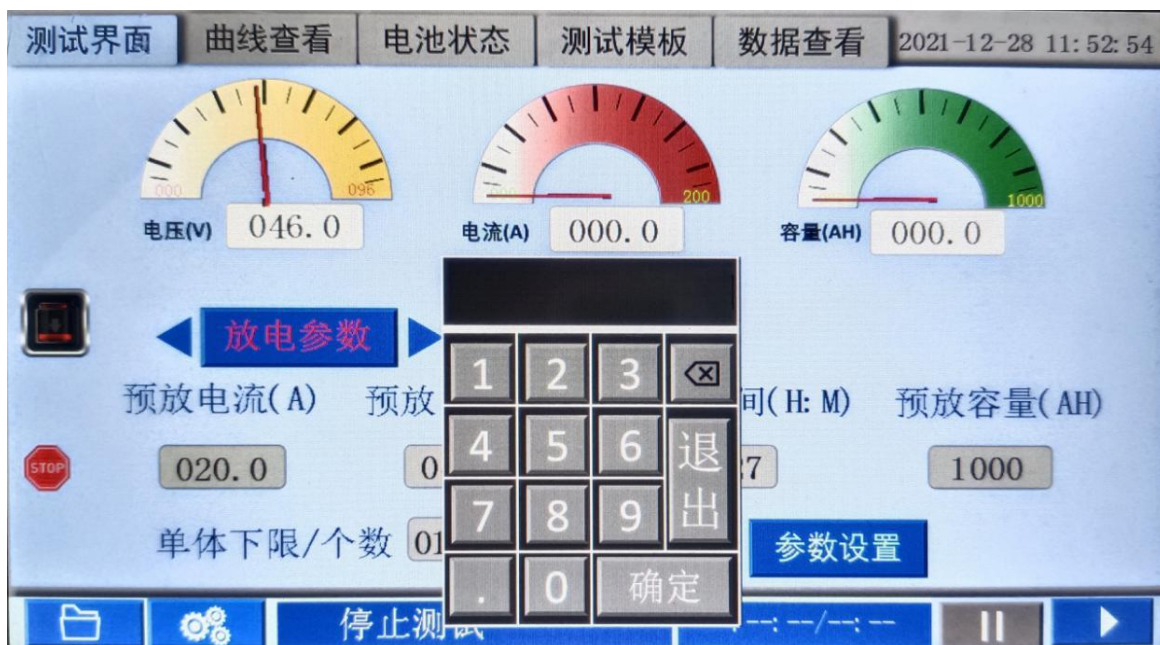 测试界面 曲线查看 电池状态 测试模板 数据查看 2021-12-28 11:52:54
000 096 000 200 1000
电压(V) 046.0 电流(A) 000.0 容量(AH) 000.0
放电参数
1 2 3
预放电流(A) 预放 间(H:M) 预放容量(AH)
4 5 6 退出
STOP 020.0 0 27 1000
7 8 9
单体下限/个数 01 参数设置
. 0 确定
停止测试 --:--/--:--